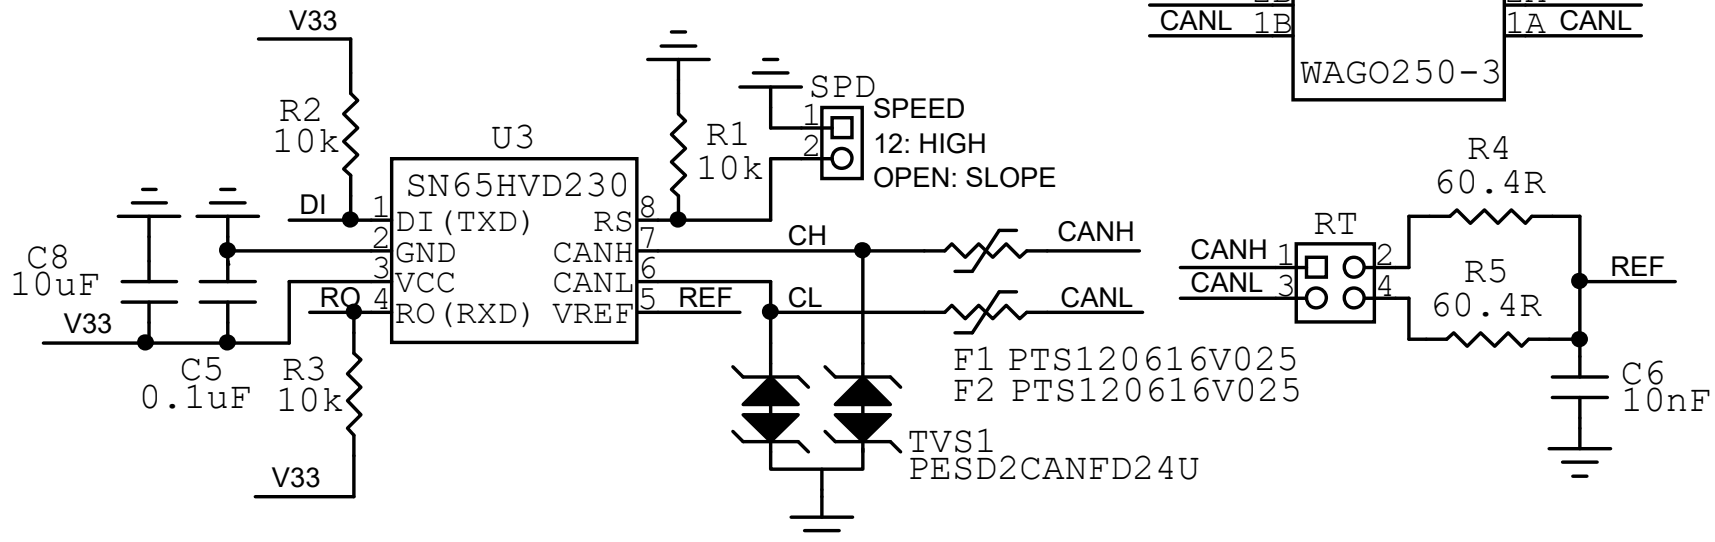 V33
CANL 1B 1A CANL
WAGO250-3
SPD
SPEED
12: HIGH
OPEN: SLOPE
1
2
R2
10k
U3
R1
10k
R4
60.4R
SN65HVD230
DI 1 DI(TXD) RS 8
2 GND CANH 7 CH CANH
3 VCC CANL 6 CL CANL
RO 4 RO(RXD) VREF 5 REF
C8
10uF
V33
RT
CANH 1 2
CANL 3 4
R5
60.4R
REF
C5
0.1uF
R3
10k
F1 PTS120616V025
F2 PTS120616V025
C6
10nF
TVS1
PESD2CANFD24U
V33